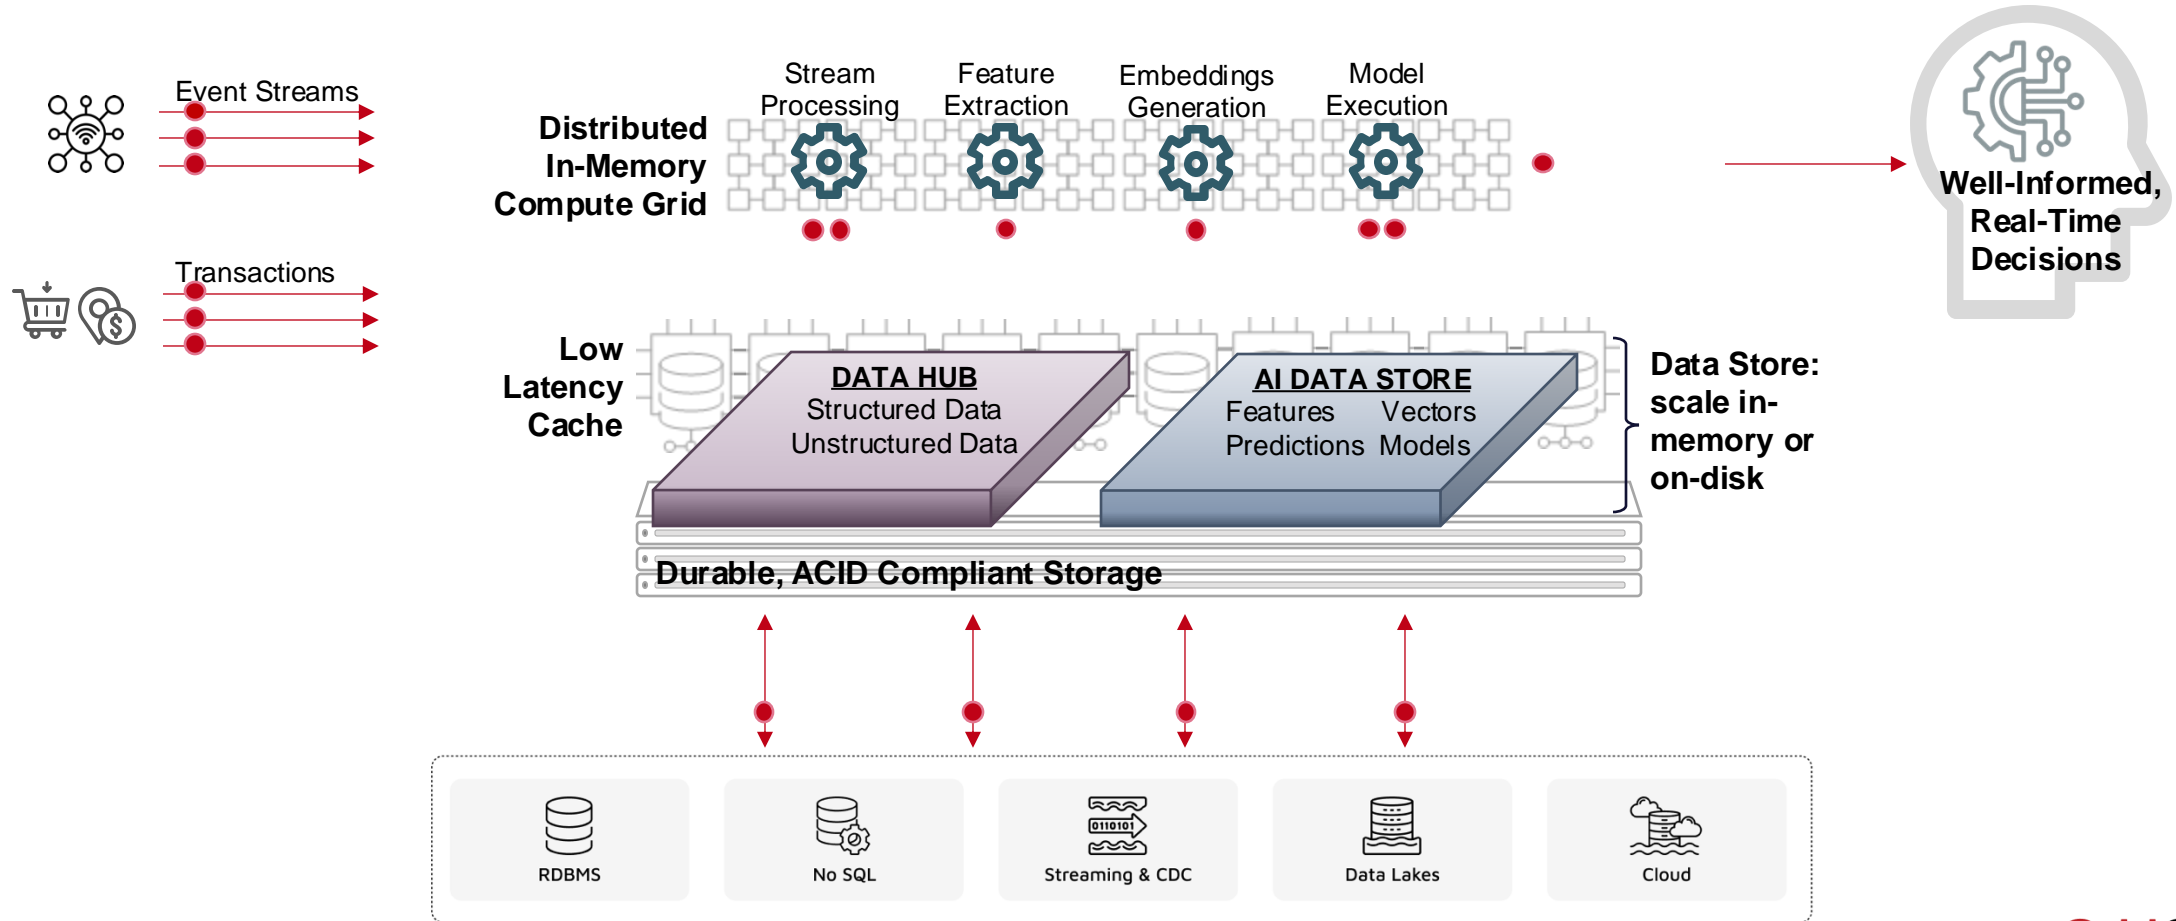 Event Streams
Transactions
Distributed
In-Memory
Compute Grid
Stream
Processing
Feature
Extraction
Embeddings
Generation
Model
Execution
Well-Informed,
Real-Time
Decisions
Low
Latency
Cache
DATA HUB
Structured Data
Unstructured Data
AI DATA STORE
Features Vectors
Predictions Models
Data Store:
scale in-
memory or
on-disk
Durable, ACID Compliant Storage
RDBMS
No SQL
0110101
Streaming & CDC
Data Lakes
Cloud